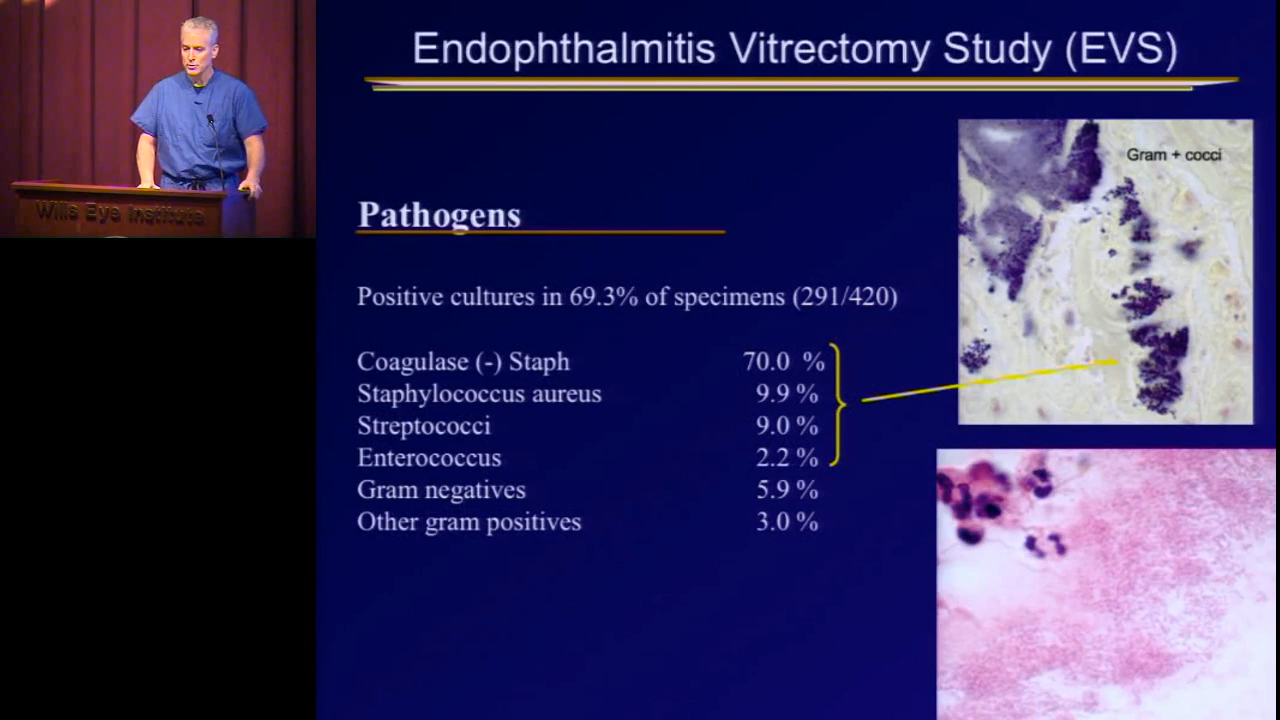 Endophthalmitis Vitrectomy Study (EVS)
Gram + cocci
Wills Eye Institute
Pathogens
Positive cultures in 69.3% of specimens (291/420)
Coagulase (-) Staph 70.0 %
Staphylococcus aureus 9.9 %
Streptococci 9.0 %
Enterococcus 2.2 %
Gram negatives 5.9 %
Other gram positives 3.0 %